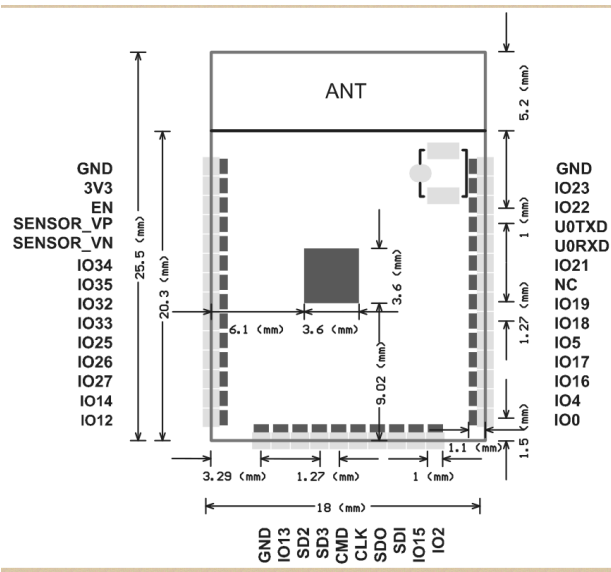 ANT
5.2 (mm)
25.5 (mm)
20.3 (mm)
GND
3V3
EN
SENSOR_VP
SENSOR_VN
IO34
IO35
IO32
IO33
IO25
IO26
IO27
IO14
IO12
GND
IO23
IO22
U0TXD
U0RXD
IO21
NC
IO19
IO18
IO5
IO17
IO16
IO4
IO0
1 (mm)
3.6 (mm)
1.27 (mm)
6.1 (mm)
3.6 (mm)
9.02 (mm)
1.1 (mm)
1.5 (mm)
3.29 (mm)
1.27 (mm)
1 (mm)
18 (mm)
GND
IO13
SD2
SD3
CMD
CLK
SDO
SDI
IO15
IO2